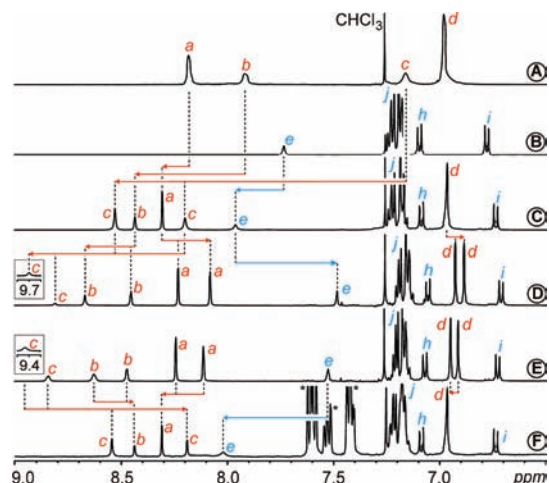 CHCl3 d
a b c Ⓐ
e j h i Ⓑ
c b a c e j h d i Ⓒ
c 9.7 c b b a a e j h d d i Ⓓ
c 9.4 c b b a a e j h d d i Ⓔ
c b a c e * * * j h d i Ⓕ
9.0 8.5 8.0 7.5 7.0 ppm